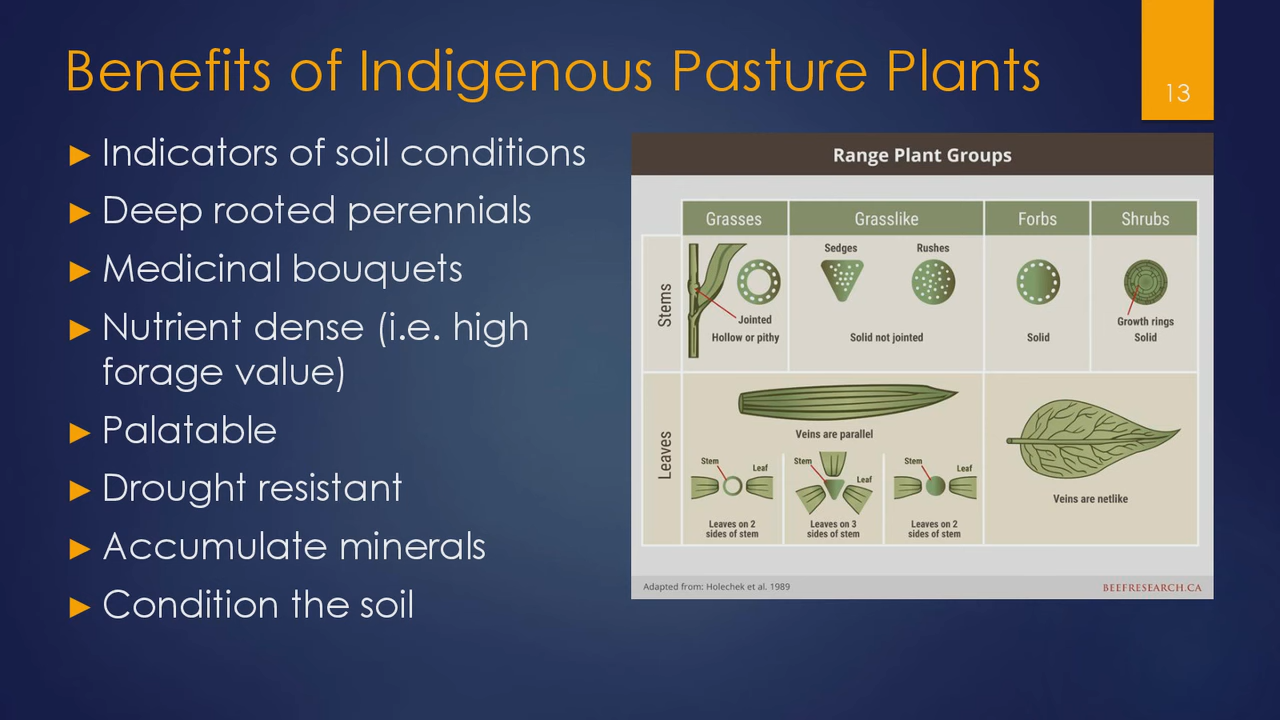 Benefits of Indigenous Pasture Plants
13
► Indicators of soil conditions
► Deep rooted perennials
► Medicinal bouquets
► Nutrient dense (i.e. high
forage value)
► Palatable
► Drought resistant
► Accumulate minerals
► Condition the soil
Range Plant Groups
Grasses
Grasslike
Forbs
Shrubs
Stems
Jointed
Hollow or pithy
Sedges
Rushes
Solid not jointed
Solid
Growth rings
Solid
Leaves
Veins are parallel
Stem
Leaf
Leaves on 2
sides of stem
Stem
Leaf
Leaves on 3
sides of stem
Stem
Leaf
Leaves on 2
sides of stem
Veins are netlike
Adapted from: Holechek et al. 1989
BEEFRESEARCH.CA